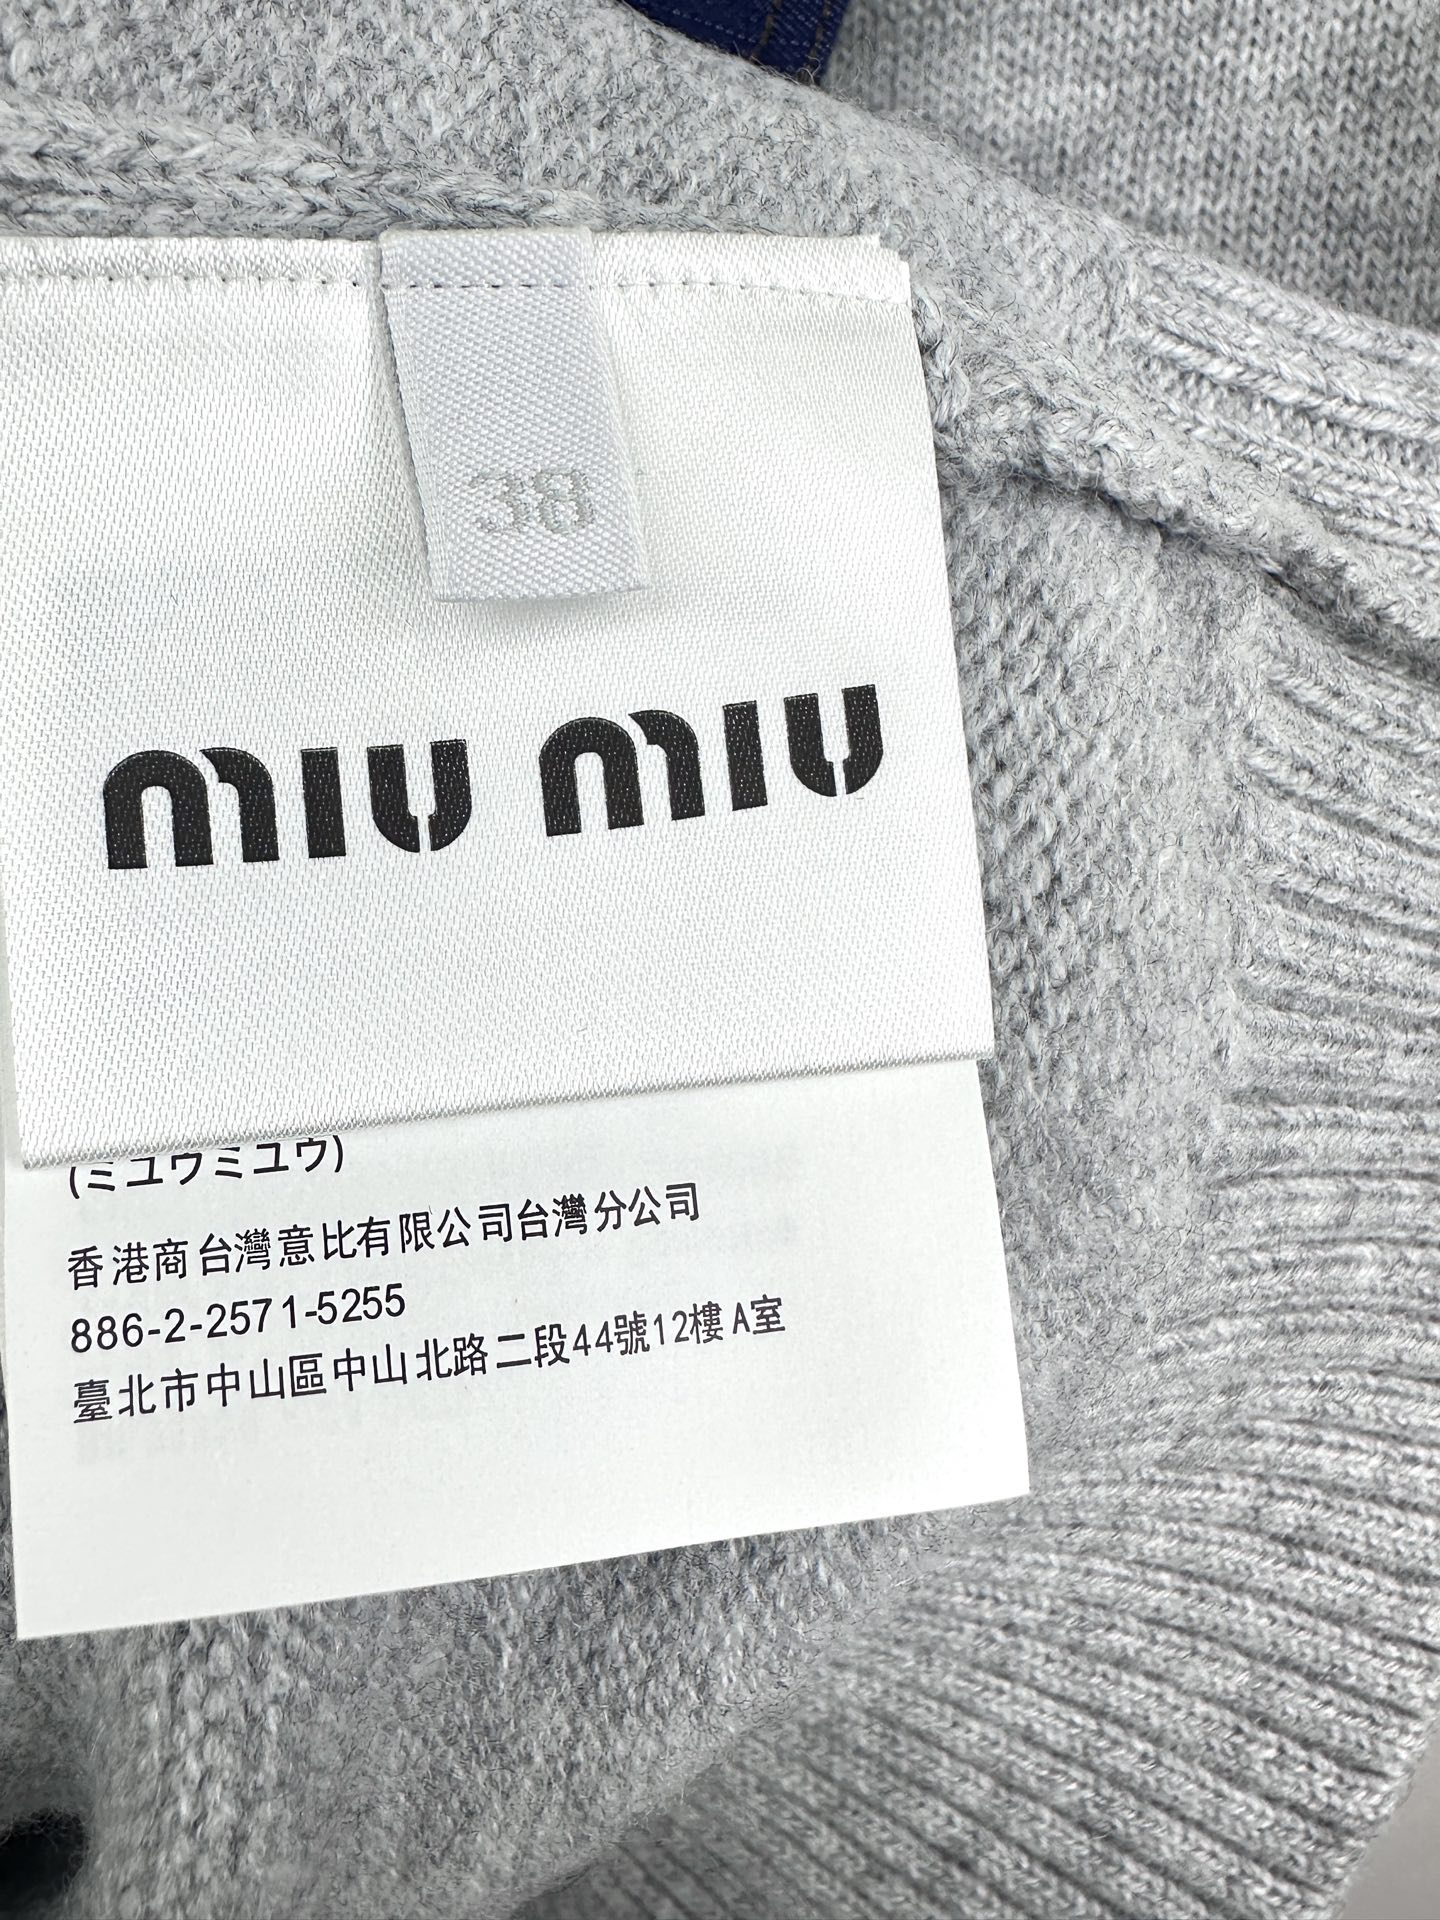 38
miu miu
(ミユウミユウ)
香港商台灣意比有限公司台灣分公司
886-2-2571-5255
臺北市中山區中山北路二段44號12樓A室